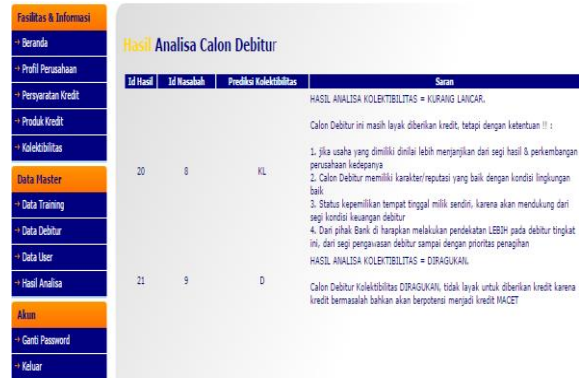 Fasilitas & Informasi
Beranda
Profil Perusahaan
Persyaratan Kredit
Produk Kredit
Kolektibilitas
Data Master
Data Training
Data Debitur
Data User
Hasil Analisa
Akun
Ganti Password
Keluar
Hasil Analisa Calon Debitur
Id Hasil Id Nasabah Prediksi Kolektibilitas Saran
20 8 KL
HASIL ANALISA KOLEKTIBILITAS = KURANG LANCAR.
Calon Debitur ini masih layak diberikan kredit, tetapi dengan ketentuan !! :
1. jika usaha yang dimiliki dinilai lebih menjanjikan dari segi hasil & perkembangan
perusahaan kedepanya
2. Calon Debitur memiliki karakter/reputasi yang baik dengan kondisi lingkungan
baik
3. Status kepemilikan tempat tinggal milik sendiri, karena akan mendukung dari
segi kondisi keuangan debitur
4. Dari pihak Bank di harapkan melakukan pendekatan LEBIH pada debitur tingkat
ini, dari segi pengawasan debitur sampai dengan prioritas penagihan
21 9 D
HASIL ANALISA KOLEKTIBILITAS = DIRAGUKAN.
Calon Debitur Kolektibilitas DIRAGUKAN, tidak layak untuk diberikan kredit karena
kredit bermasalah bahkan akan berpotensi menjadi kredit MACET